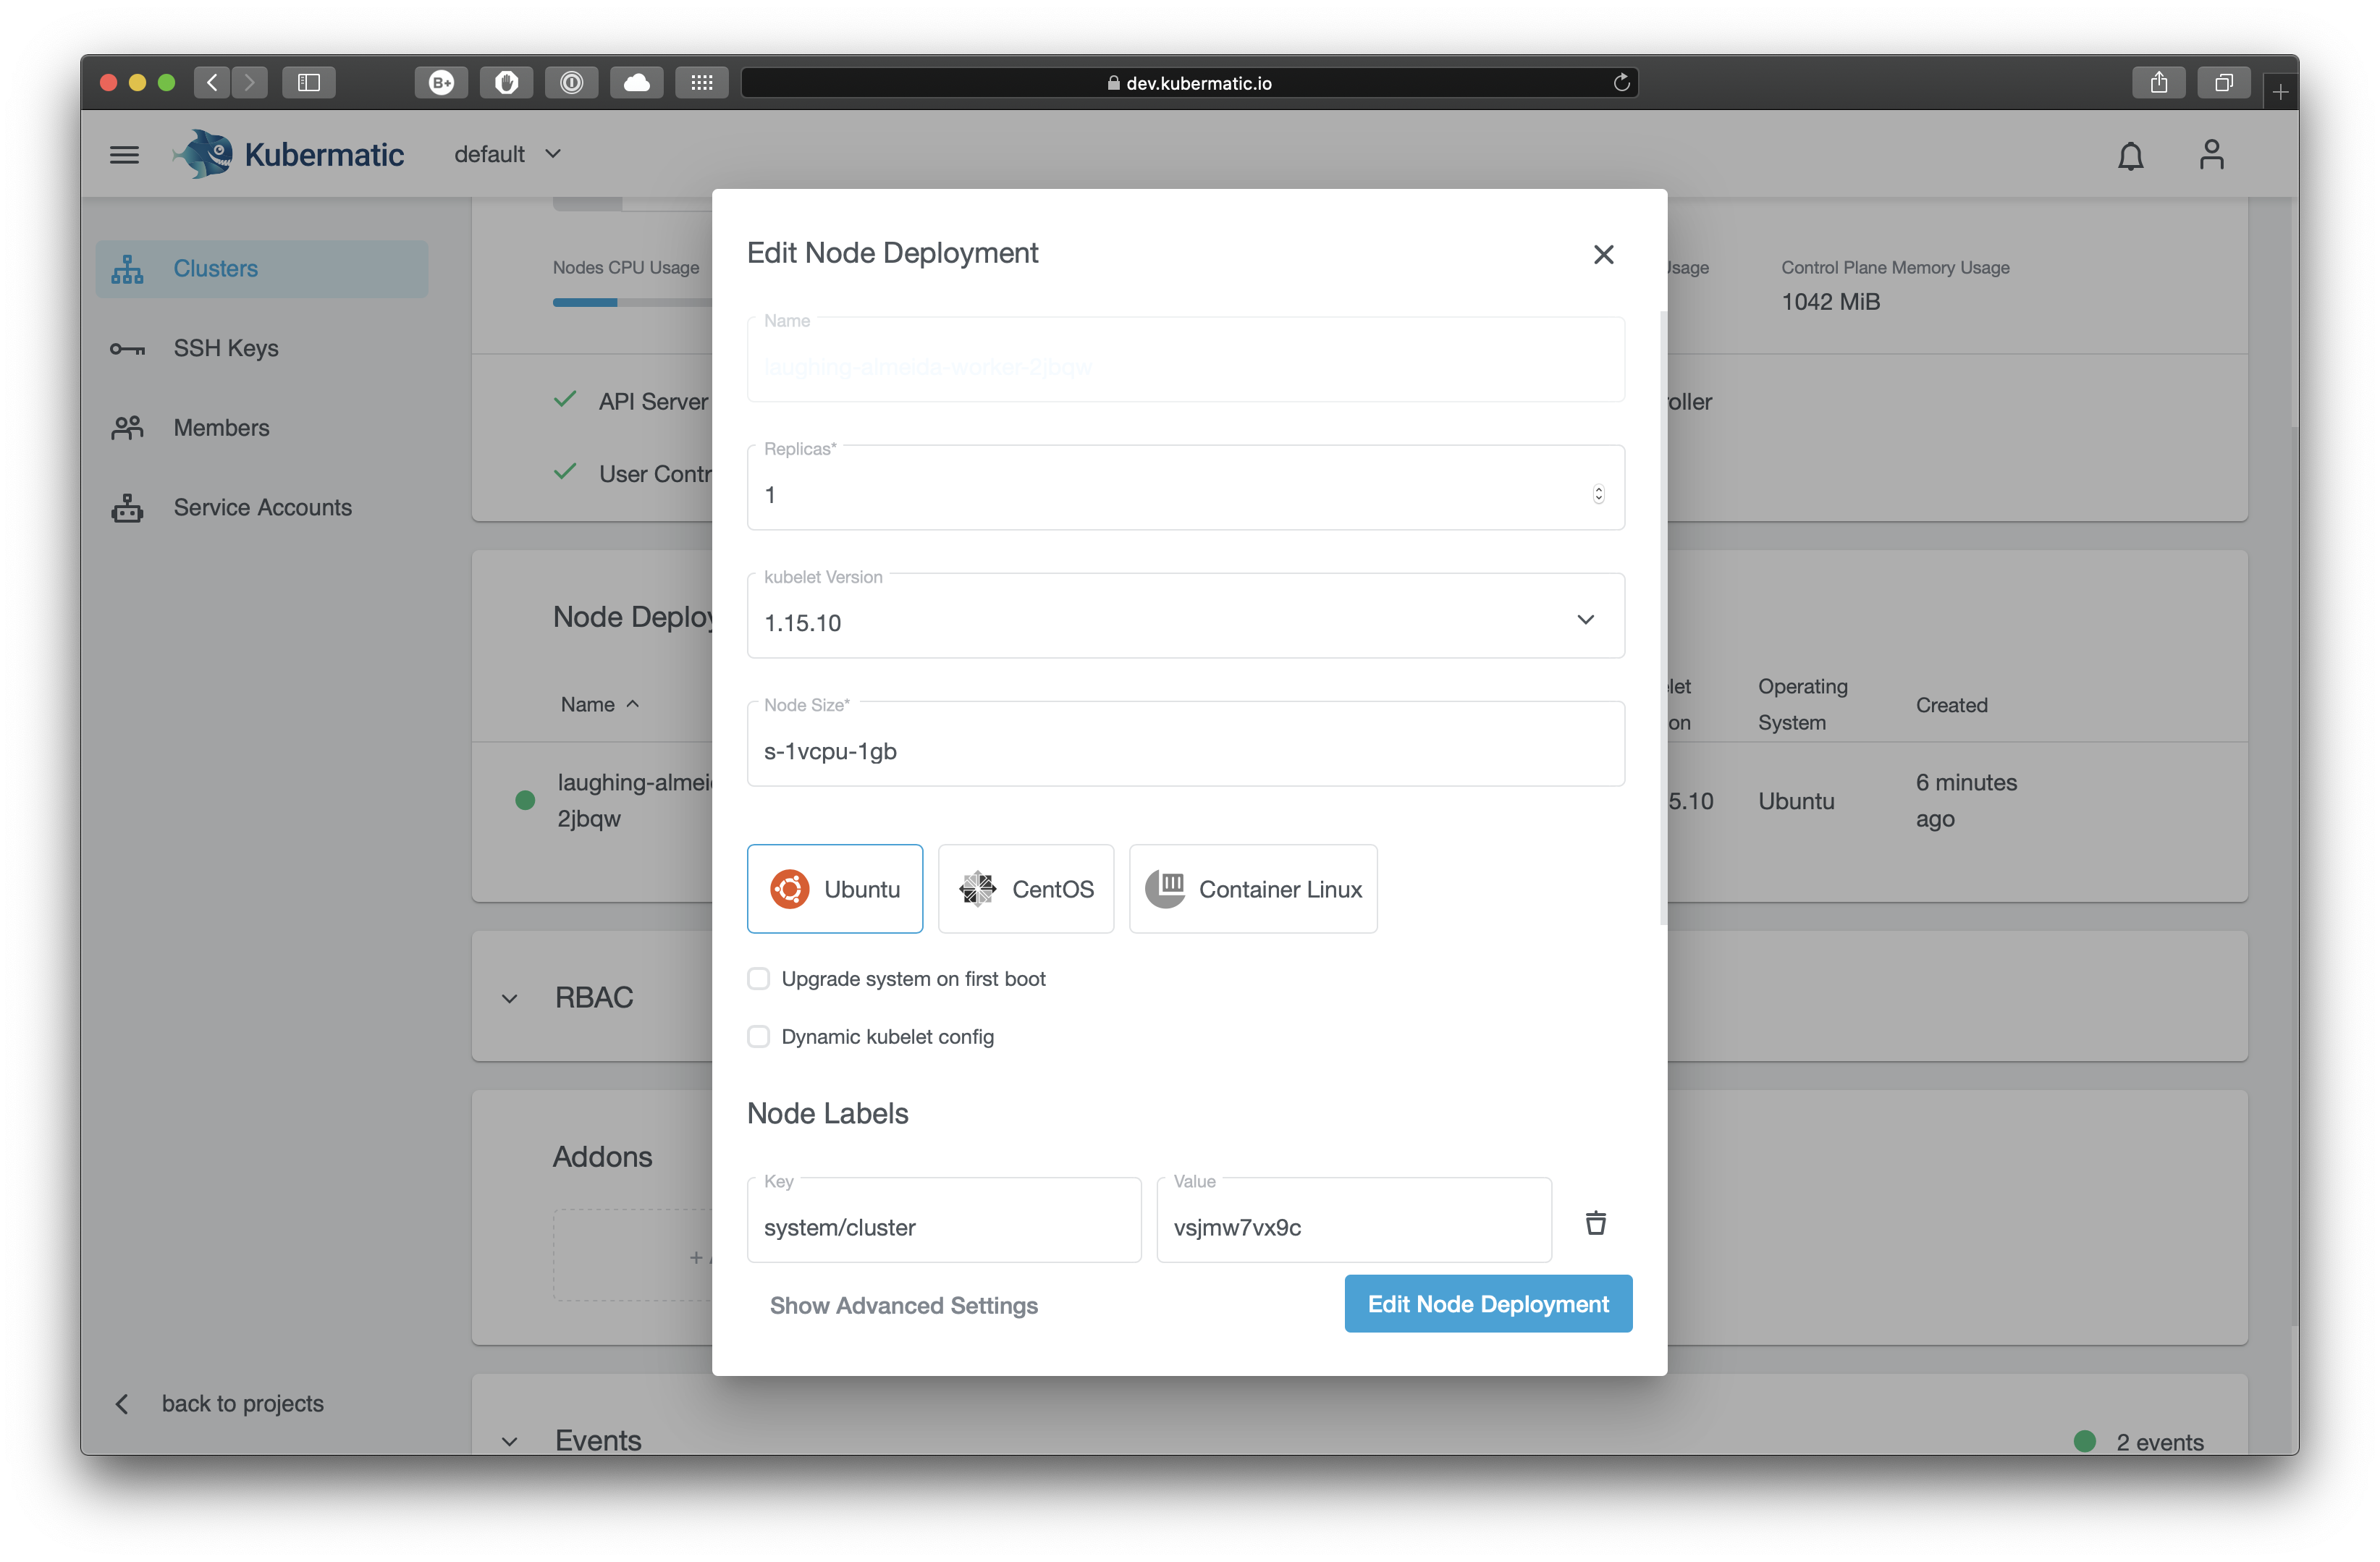 B+
dev.kubermatic.io
Kubermatic
default
Clusters
SSH Keys
Members
Service Accounts
back to projects
Nodes CPU Usage
Control Plane Memory Usage
1042 MiB
API Server
User Contr
oller
Node Deploy
Name
let
on
Operating
System
Created
laughing-almei
2jbqw
5.10
Ubuntu
6 minutes
ago
RBAC
Addons
+
Events
2 events
Edit Node Deployment
Name
laughing-almeida-worker-2jbqw
Replicas*
1
kubelet Version
1.15.10
Node Size*
s-1vcpu-1gb
Ubuntu
CentOS
Container Linux
Upgrade system on first boot
Dynamic kubelet config
Node Labels
Key
system/cluster
Value
vsjmw7vx9c
Show Advanced Settings
Edit Node Deployment